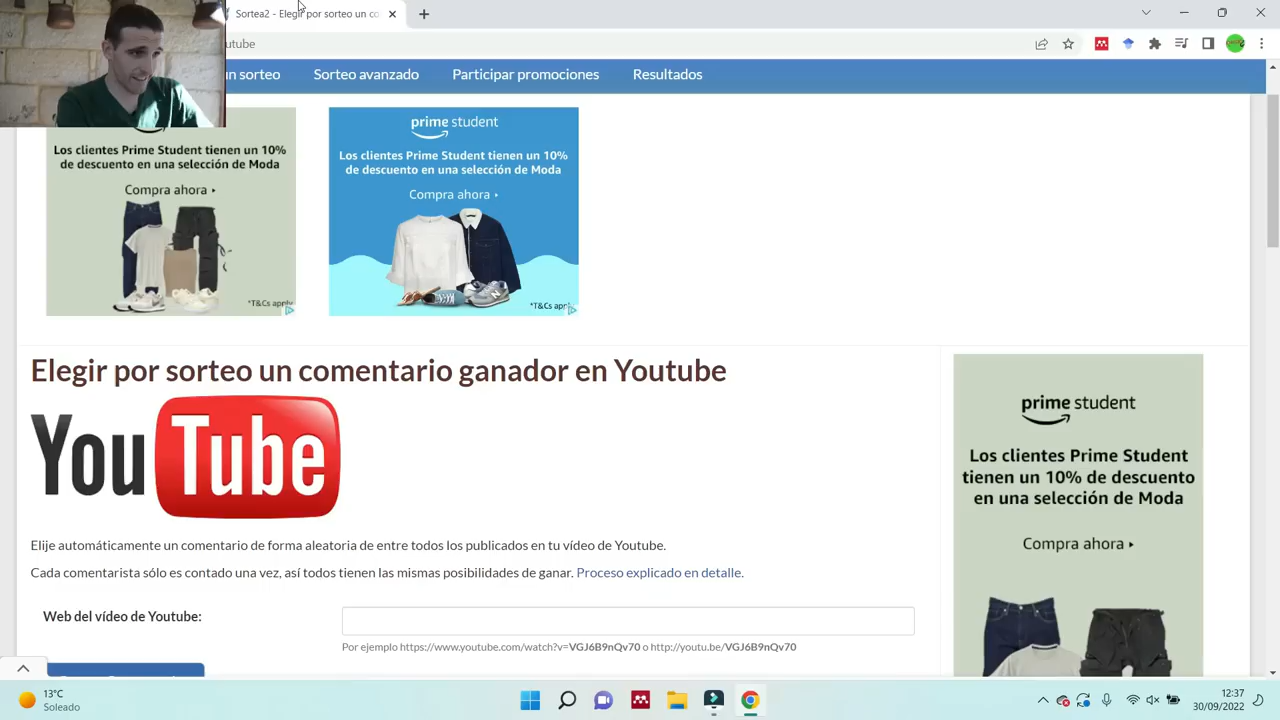 Sortea2 - Elegir por sorteo un co
utube
un sorteo
Sorteo avanzado
Participar promociones
Resultados
Los clientes Prime Student tienen un 10%
de descuento en una selección de Moda
Compra ahora
*T&Cs apply
prime student
Los clientes Prime Student tienen un 10%
de descuento en una selección de Moda
Compra ahora
*T&Cs apply
Elegir por sorteo un comentario ganador en Youtube
YouTube
Elije automáticamente un comentario de forma aleatoria de entre todos los publicados en tu vídeo de Youtube.
Cada comentarista sólo es contado una vez, así todos tienen las mismas posibilidades de ganar. Proceso explicado en detalle.
Web del vídeo de Youtube:
Por ejemplo https://www.youtube.com/watch?v=VGJ6B9nQv70 o http://youtu.be/VGJ6B9nQv70
prime student
Los clientes Prime Student
tienen un 10% de descuento
en una selección de Moda
Compra ahora
13°C
Soleado
12:37
30/09/2022